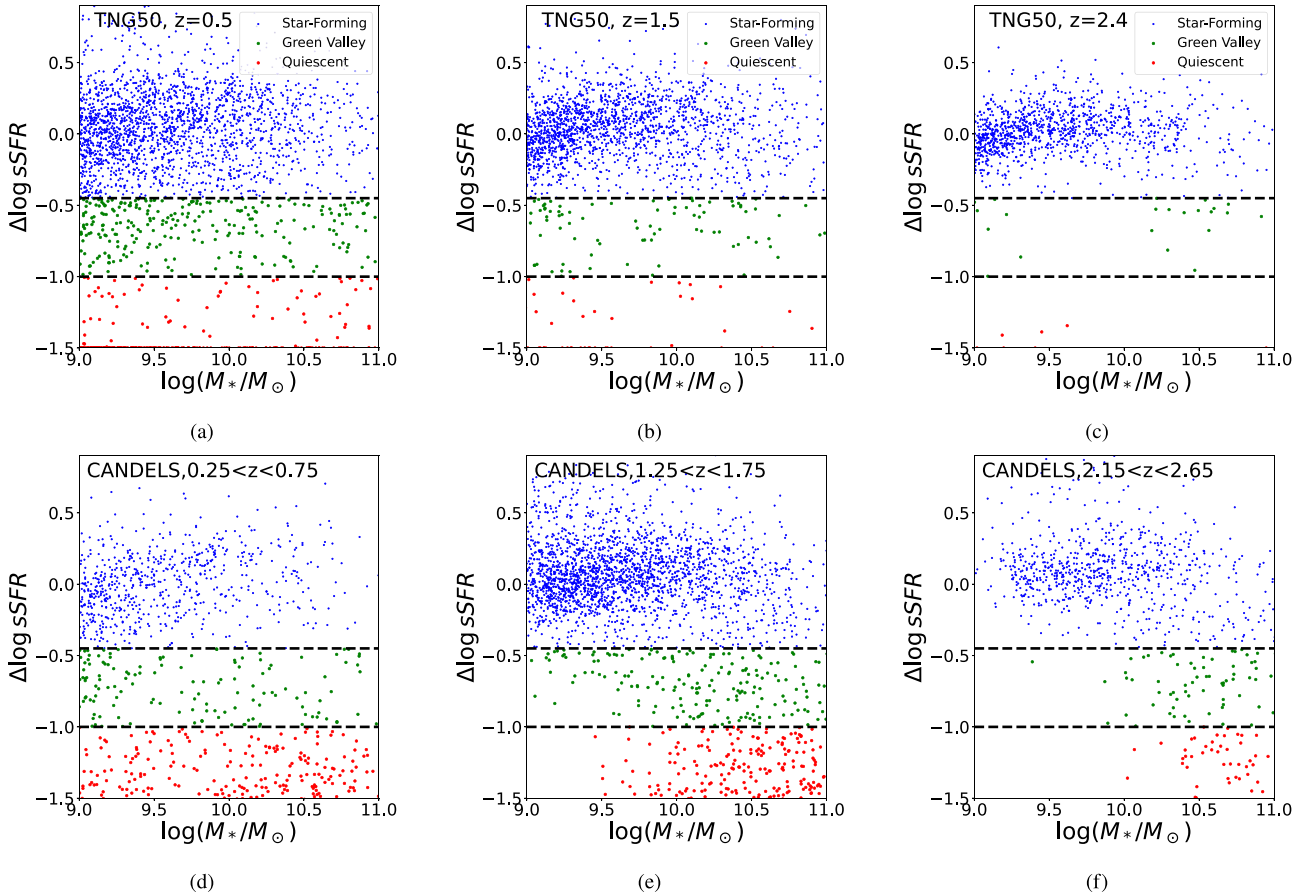 TNG50, z=0.5
Star-Forming
Green Valley
Quiescent
0.5
0.0
−0.5
−1.0
−1.5
Δlog sSFR
9.0 9.5 10.0 10.5 11.0
log(M*/M⊙)
(a)
TNG50, z=1.5
Star-Forming
Green Valley
Quiescent
0.5
0.0
−0.5
−1.0
−1.5
Δlog sSFR
9.0 9.5 10.0 10.5 11.0
log(M*/M⊙)
(b)
TNG50, z=2.4
Star-Forming
Green Valley
Quiescent
0.5
0.0
−0.5
−1.0
−1.5
Δlog sSFR
9.0 9.5 10.0 10.5 11.0
log(M*/M⊙)
(c)
CANDELS,0.25<z<0.75
0.5
0.0
−0.5
−1.0
−1.5
Δlog sSFR
9.0 9.5 10.0 10.5 11.0
log(M*/M⊙)
(d)
CANDELS,1.25<z<1.75
0.5
0.0
−0.5
−1.0
−1.5
Δlog sSFR
9.0 9.5 10.0 10.5 11.0
log(M*/M⊙)
(e)
CANDELS,2.15<z<2.65
0.5
0.0
−0.5
−1.0
−1.5
Δlog sSFR
9.0 9.5 10.0 10.5 11.0
log(M*/M⊙)
(f)